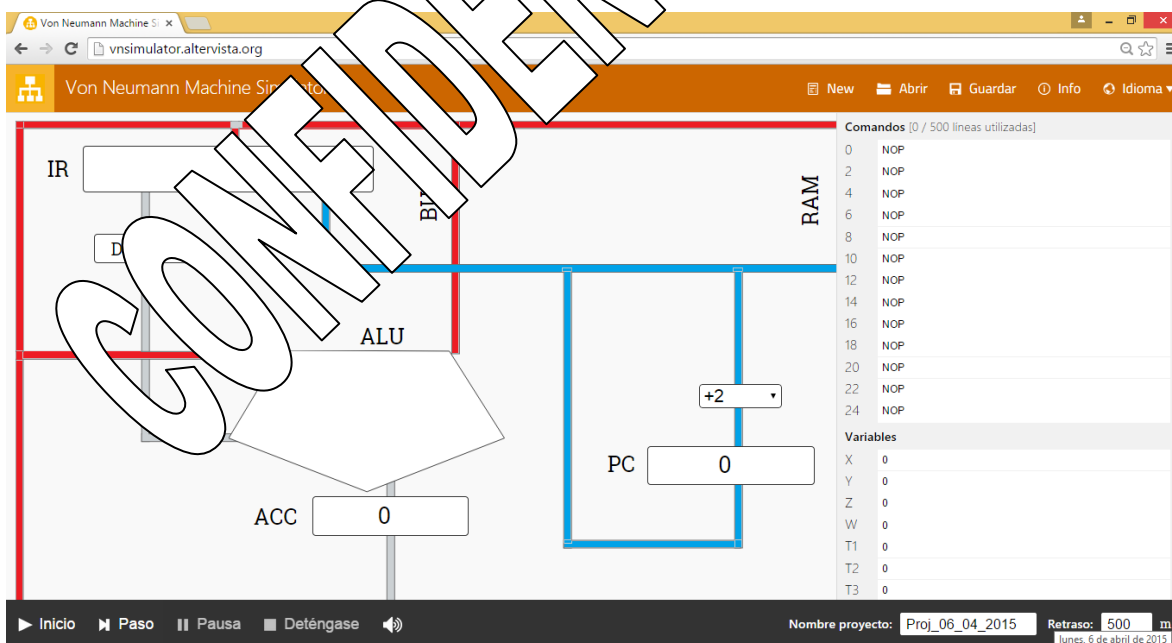 Von Neumann Machine Si
vnsimulator.altervista.org
Von Neumann Machine
New Abrir Guardar Info Idioma
IR
ALU
ACC 0
+2
PC 0
RAM
Comandos [0 / 500 lineas utilizadas]
0 NOP
2 NOP
4 NOP
6 NOP
8 NOP
10 NOP
12 NOP
14 NOP
16 NOP
18 NOP
20 NOP
22 NOP
24 NOP
Variables
X 0
Y 0
Z 0
W 0
T1 0
T2 0
T3 0
Inicio Paso Pausa Deténgase
Nombre proyecto: Proj_06_04_2015 Retraso: 500 m
lunes, 6 de abril de 2015
CONFIDEN